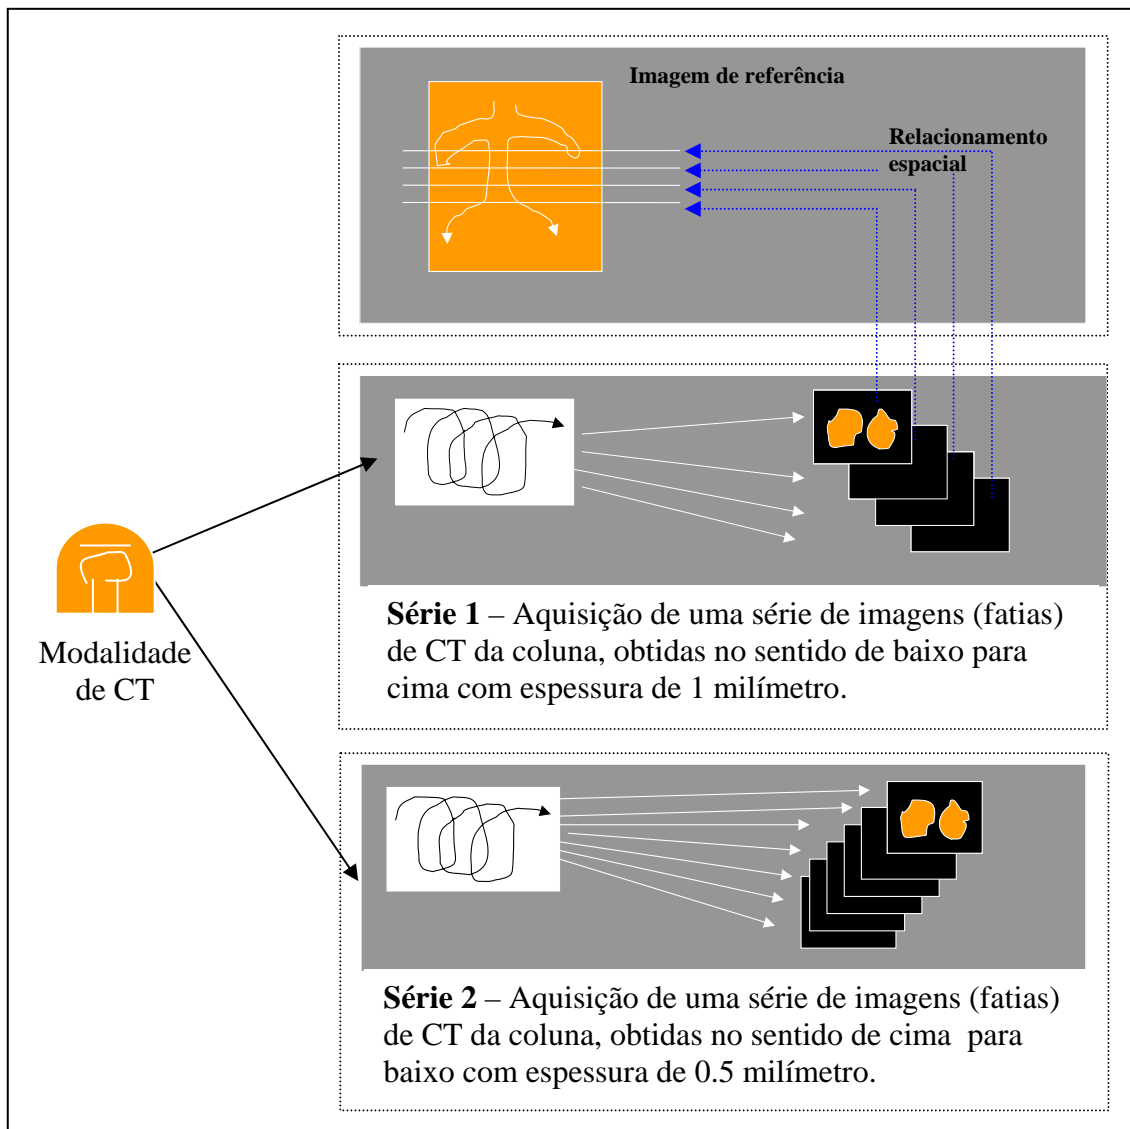 Imagem de referência
Relacionamento
espacial
Série 1 – Aquisição de uma série de imagens (fatias)
de CT da coluna, obtidas no sentido de baixo para
cima com espessura de 1 milímetro.
Modalidade
de CT
Série 2 – Aquisição de uma série de imagens (fatias)
de CT da coluna, obtidas no sentido de cima  para
baixo com espessura de 0.5 milímetro.